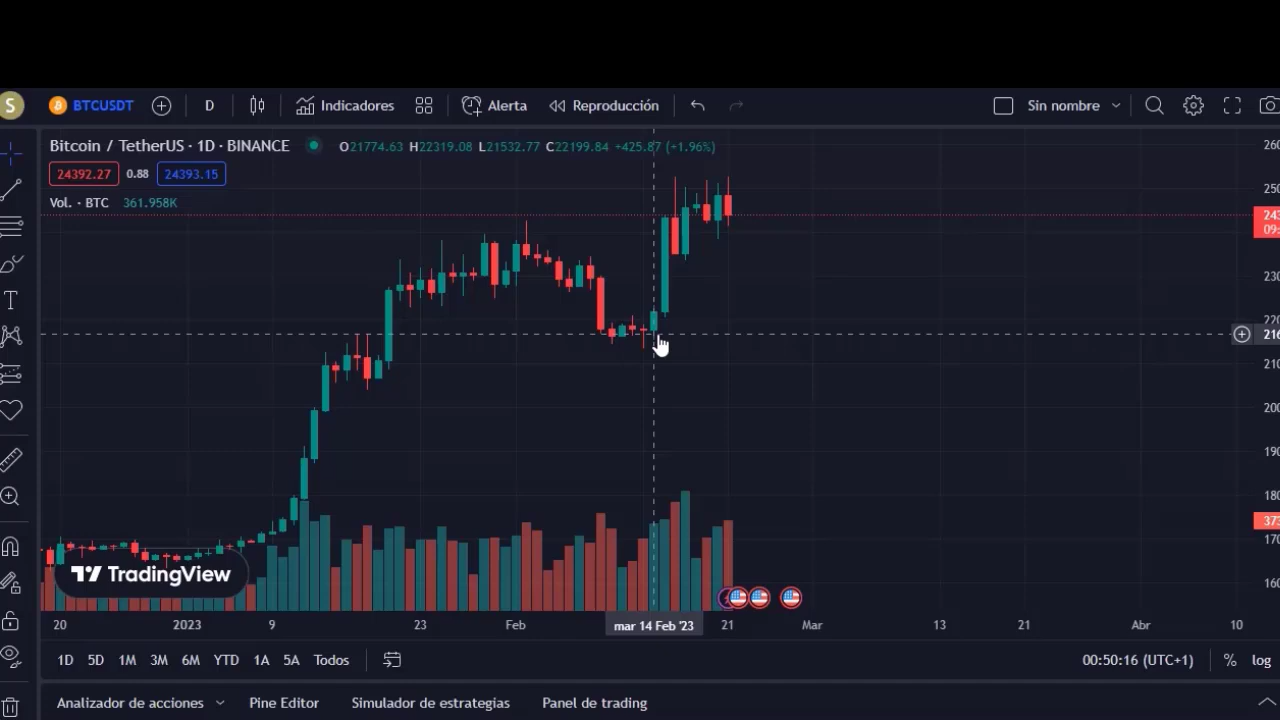 S BTCUSDT D Indicadores Alerta Reproducción Sin nombre
Bitcoin / TetherUS · 1D · BINANCE O21774.63 H22319.08 L21532.77 C22199.84 +425.87 (+1.96%)
24392.27 0.88 24393.15
Vol. · BTC 361.958K
TradingView
20 2023 9 23 Feb mar 14 Feb '23 21 Mar 13 21 Abr 10
1D 5D 1M 3M 6M YTD 1A 5A Todos 00:50:16 (UTC+1) % log
Analizador de acciones Pine Editor Simulador de estrategias Panel de trading